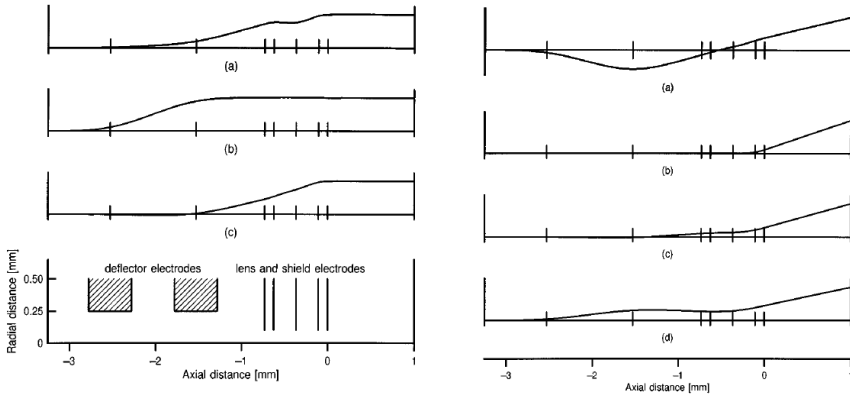 (a)
(b)
(c)
deflector electrodes lens and shield electrodes
Radial distance [mm]
0.50
0.25
0
−3 −2 −1 0 1
Axial distance [mm]
(a)
(b)
(c)
(d)
−3 −2 −1 0 1
Axial distance [mm]